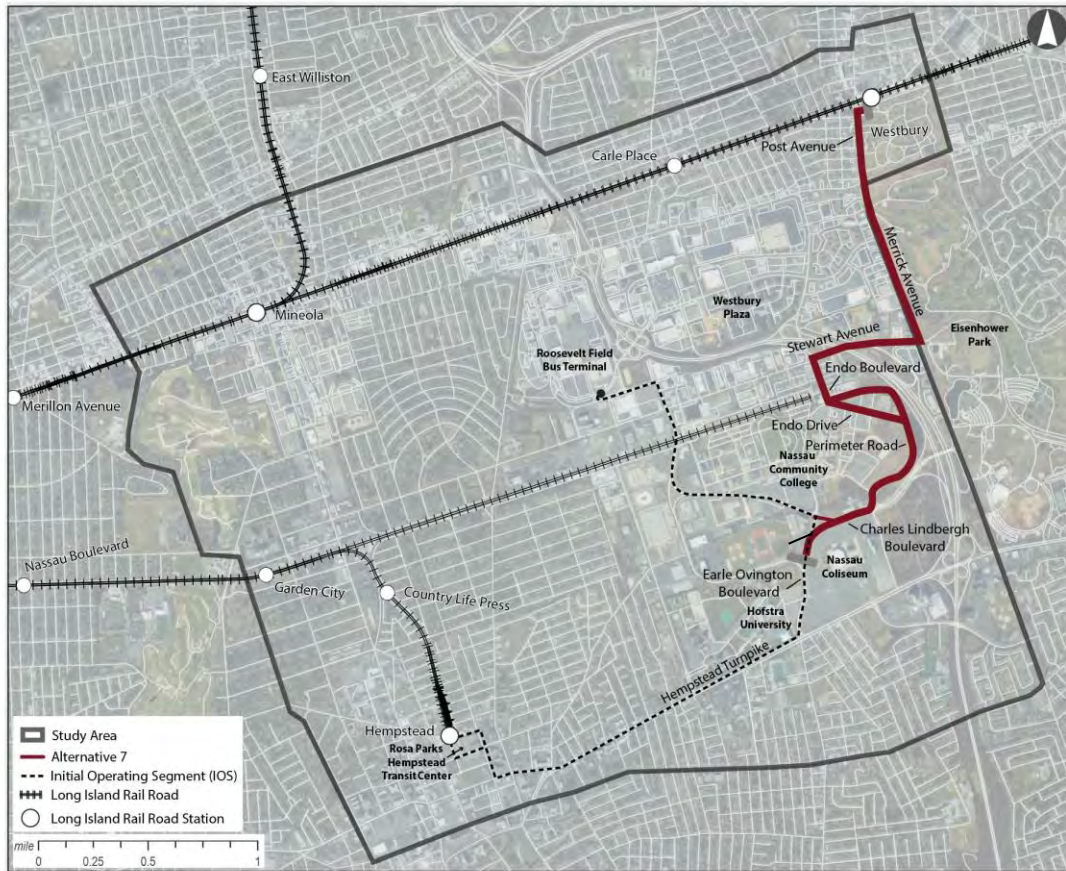 East Williston
Westbury
Post Avenue
Carle Place
Merrick Avenue
Mineola
Westbury
Plaza
Stewart Avenue
Eisenhower
Park
Roosevelt Field
Bus Terminal
Endo Boulevard
Merillon Avenue
Endo Drive
Perimeter Road
Nassau
Community
College
Charles Lindbergh
Boulevard
Nassau Boulevard
Nassau
Coliseum
Earle Ovington
Boulevard
Garden City
Country Life Press
Hofstra
University
Hempstead Turnpike
Hempstead
Rosa Parks
Hempstead
Transit Center
Study Area
Alternative 7
Initial Operating Segment (IOS)
Long Island Rail Road
Long Island Rail Road Station
mile
0 0.25 0.5 1